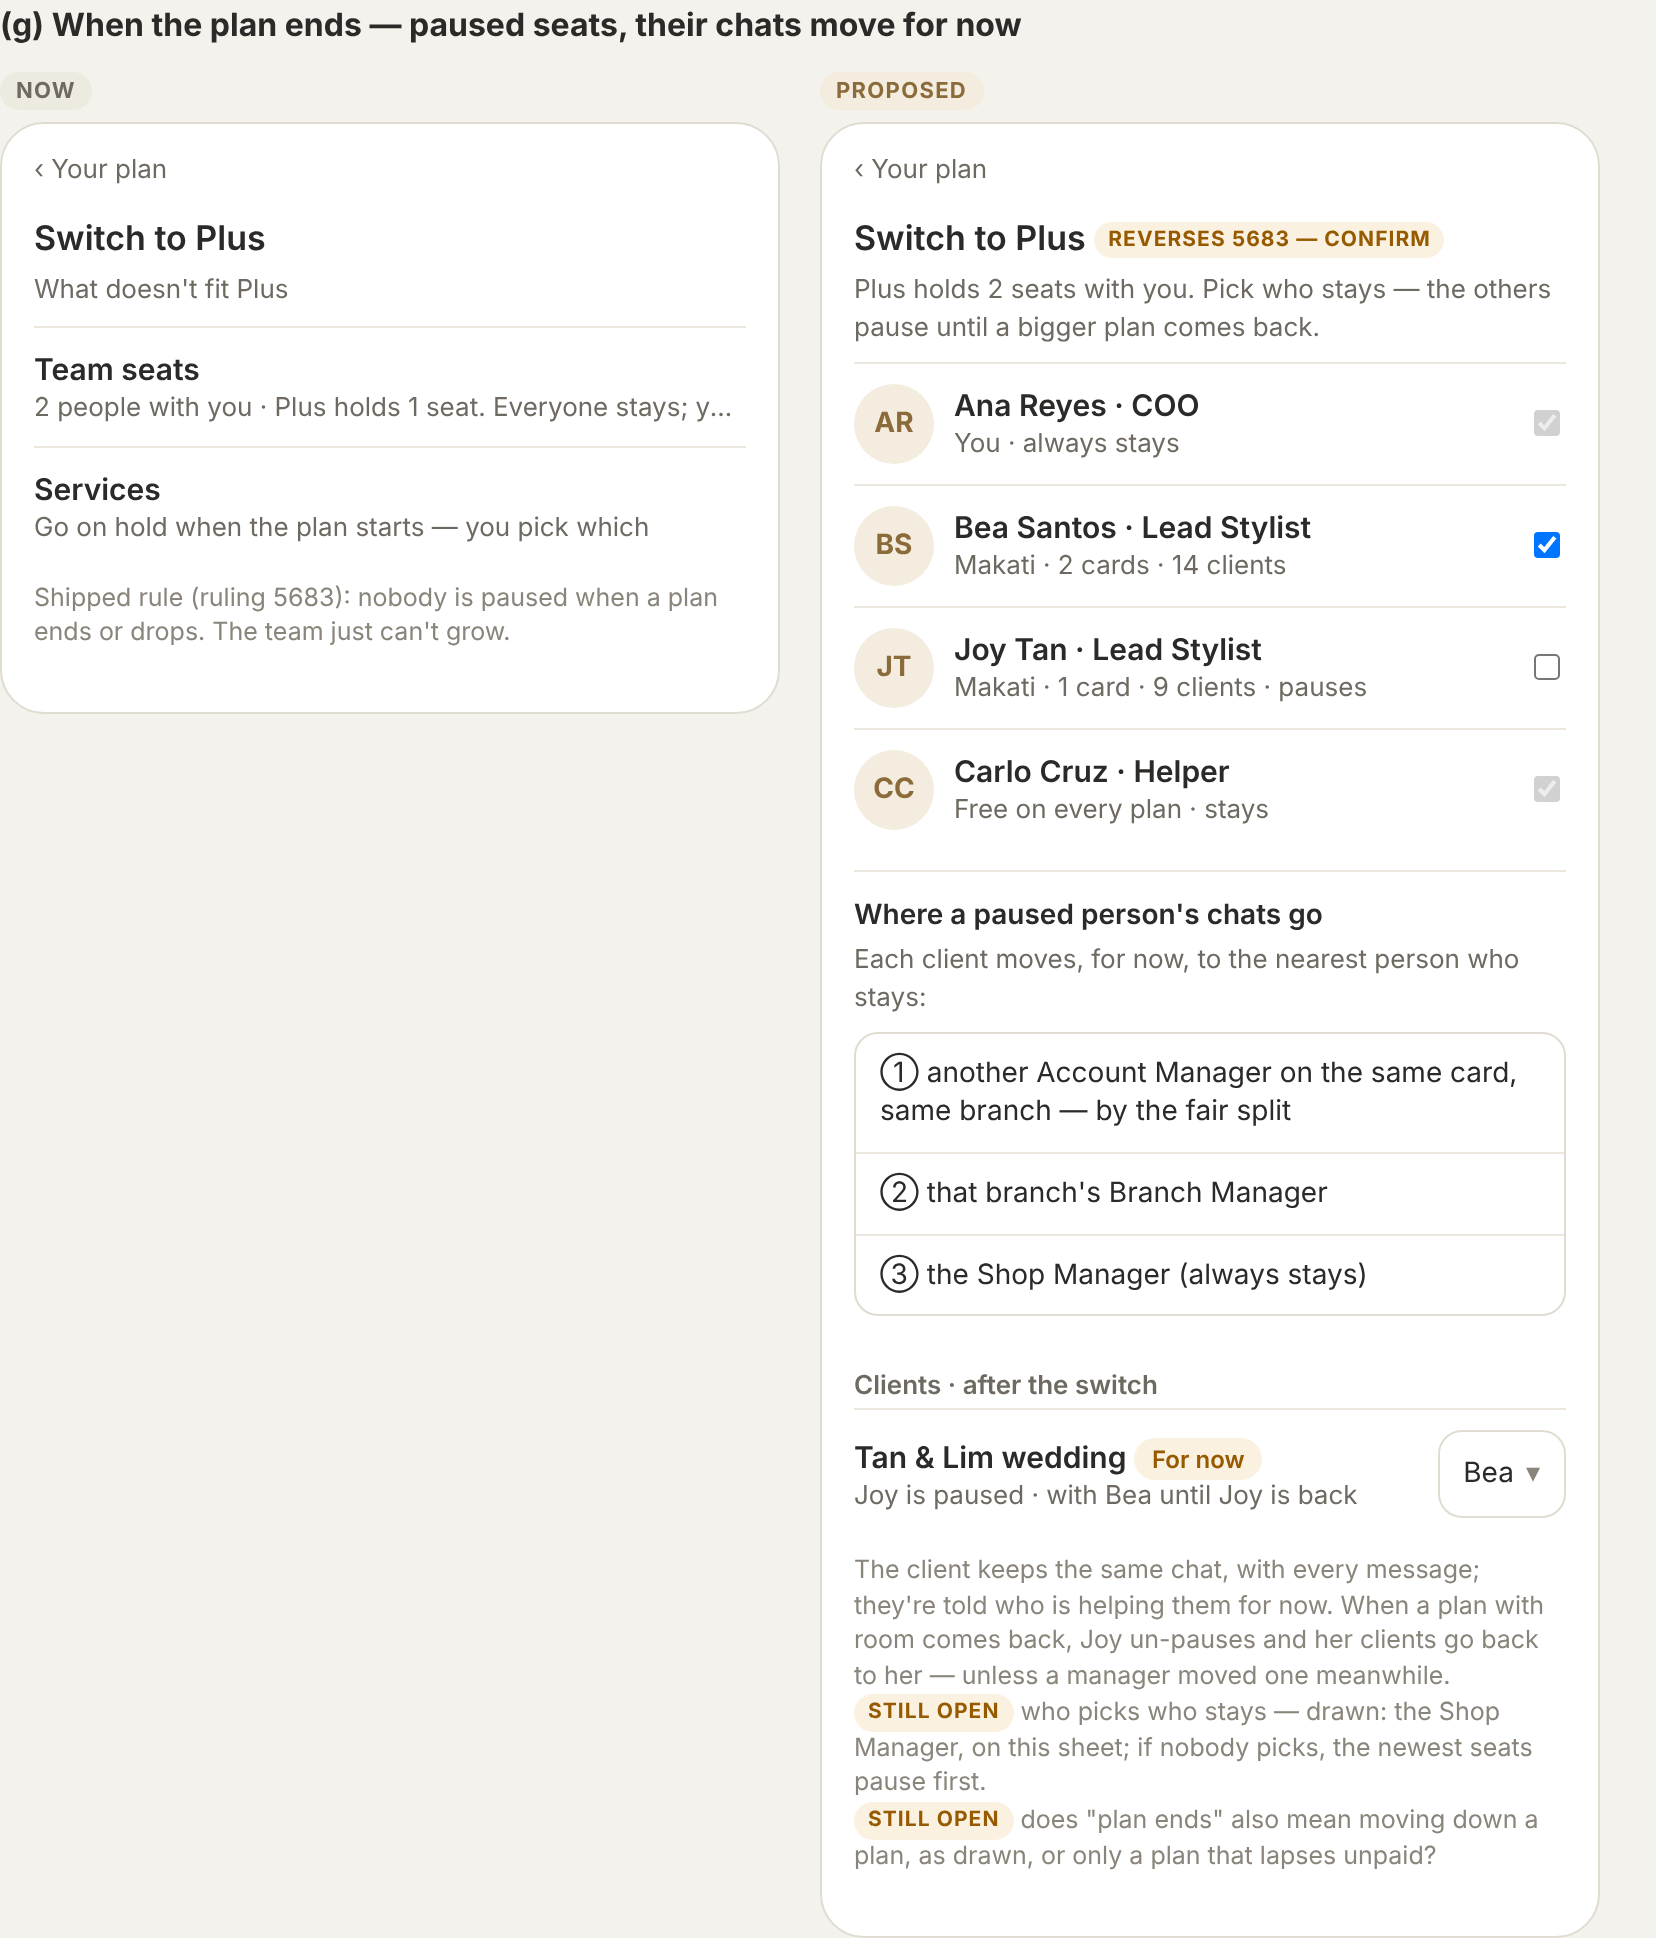 (g) When the plan ends — paused seats, their chats move for now
NOW
‹ Your plan
Switch to Plus
What doesn't fit Plus
Team seats
2 people with you · Plus holds 1 seat. Everyone stays; y...
Services
Go on hold when the plan starts — you pick which
Shipped rule (ruling 5683): nobody is paused when a plan
ends or drops. The team just can't grow.
PROPOSED
‹ Your plan
Switch to Plus REVERSES 5683 — CONFIRM
Plus holds 2 seats with you. Pick who stays — the others
pause until a bigger plan comes back.
AR
Ana Reyes · COO
You · always stays
BS
Bea Santos · Lead Stylist
Makati · 2 cards · 14 clients
JT
Joy Tan · Lead Stylist
Makati · 1 card · 9 clients · pauses
CC
Carlo Cruz · Helper
Free on every plan · stays
Where a paused person's chats go
Each client moves, for now, to the nearest person who
stays:
① another Account Manager on the same card,
same branch — by the fair split
② that branch's Branch Manager
③ the Shop Manager (always stays)
Clients · after the switch
Tan & Lim wedding For now
Joy is paused · with Bea until Joy is back
Bea ▾
The client keeps the same chat, with every message;
they're told who is helping them for now. When a plan with
room comes back, Joy un-pauses and her clients go back
to her — unless a manager moved one meanwhile.
STILL OPEN who picks who stays — drawn: the Shop
Manager, on this sheet; if nobody picks, the newest seats
pause first.
STILL OPEN does "plan ends" also mean moving down a
plan, as drawn, or only a plan that lapses unpaid?